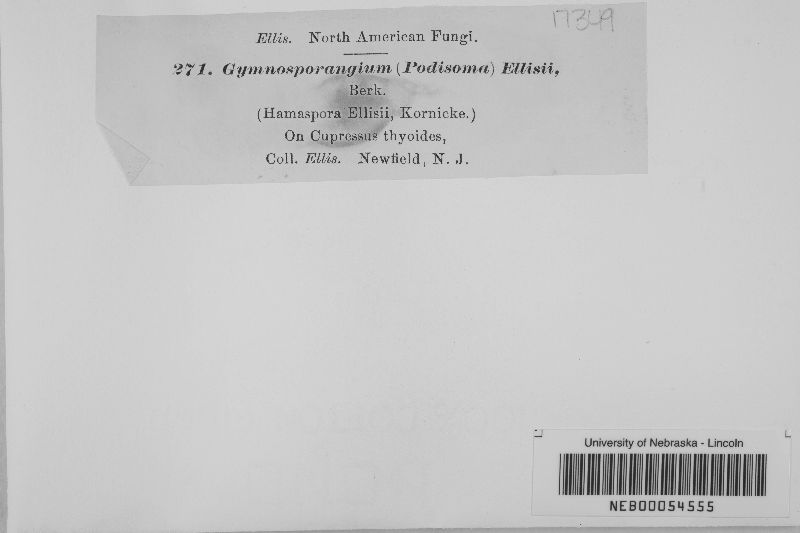 17349
Ellis. North American Fungi.
271. Gymnosporangium (Podisoma) Ellisii,
Berk.
(Hamaspora Ellisii, Kornicke.)
On Cupressus thyoides,
Coll. Ellis. Newfield, N. J.
University of Nebraska - Lincoln
NEB00054555